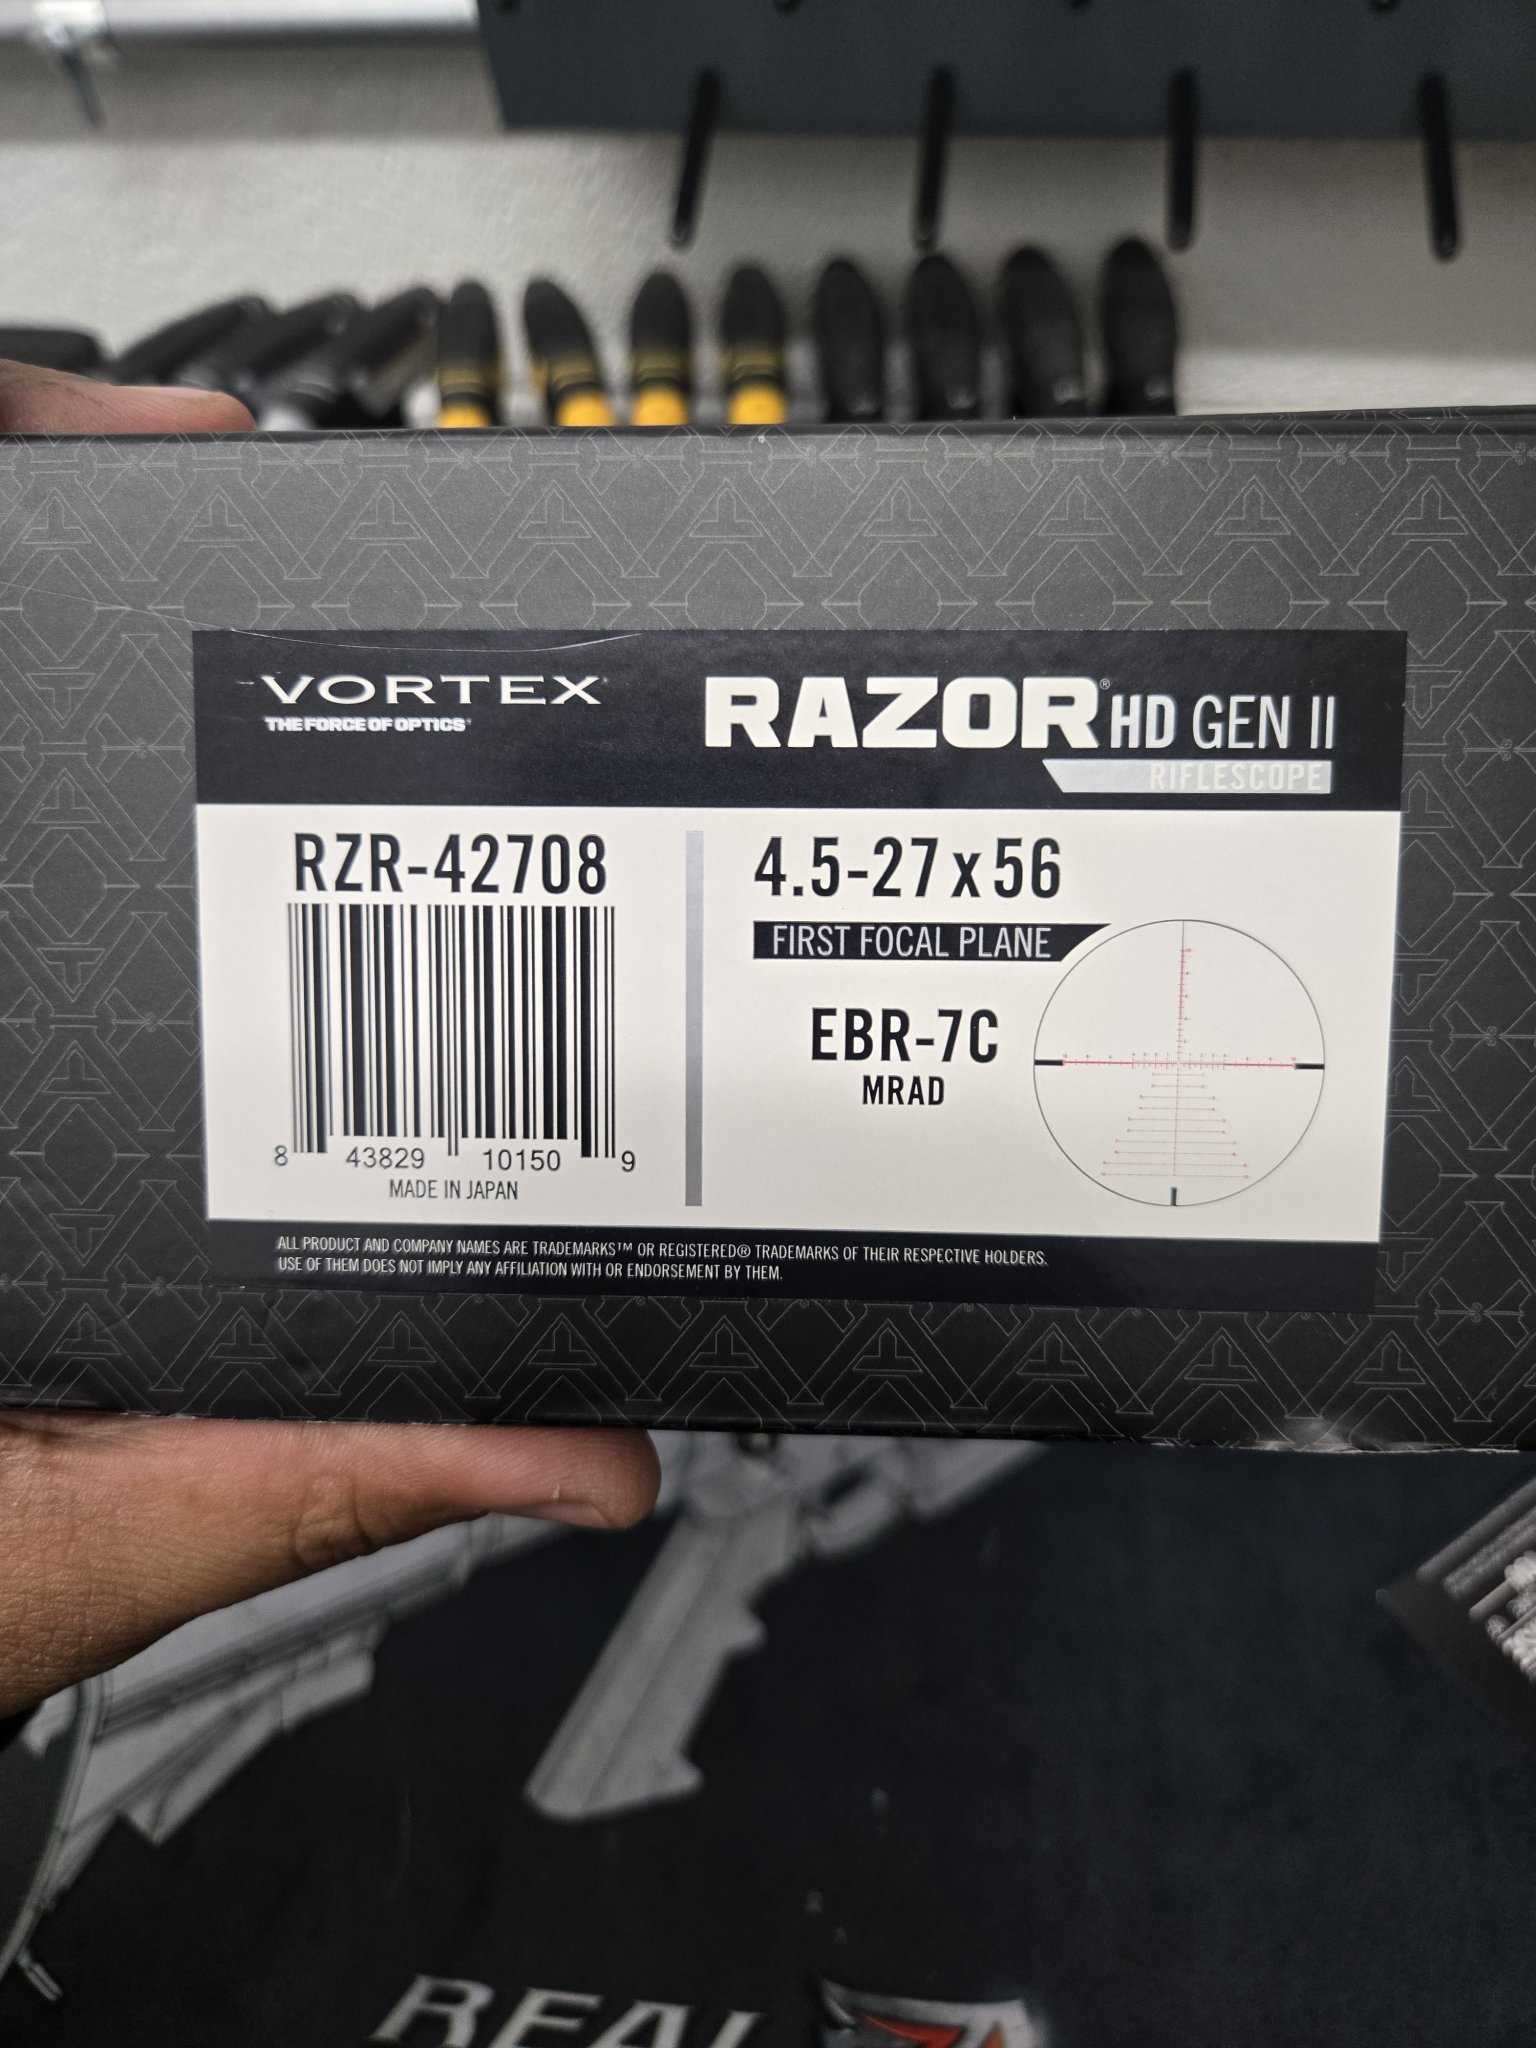 VORTEX®
THE FORCE OF OPTICS®
RAZOR® HD GEN II
RIFLESCOPE
RZR-42708
8 43829 10150 9
MADE IN JAPAN
4.5-27x56
FIRST FOCAL PLANE
EBR-7C
MRAD
ALL PRODUCT AND COMPANY NAMES ARE TRADEMARKS™ OR REGISTERED® TRADEMARKS OF THEIR RESPECTIVE HOLDERS.
USE OF THEM DOES NOT IMPLY ANY AFFILIATION WITH OR ENDORSEMENT BY THEM.
REAL